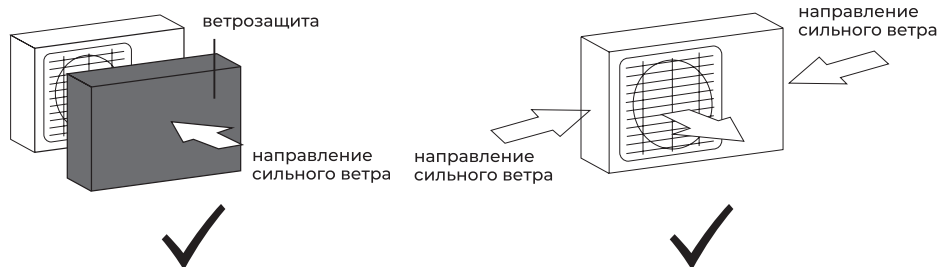 ветрозащита
направление
сильного ветра
направление
сильного ветра
направление
сильного ветра